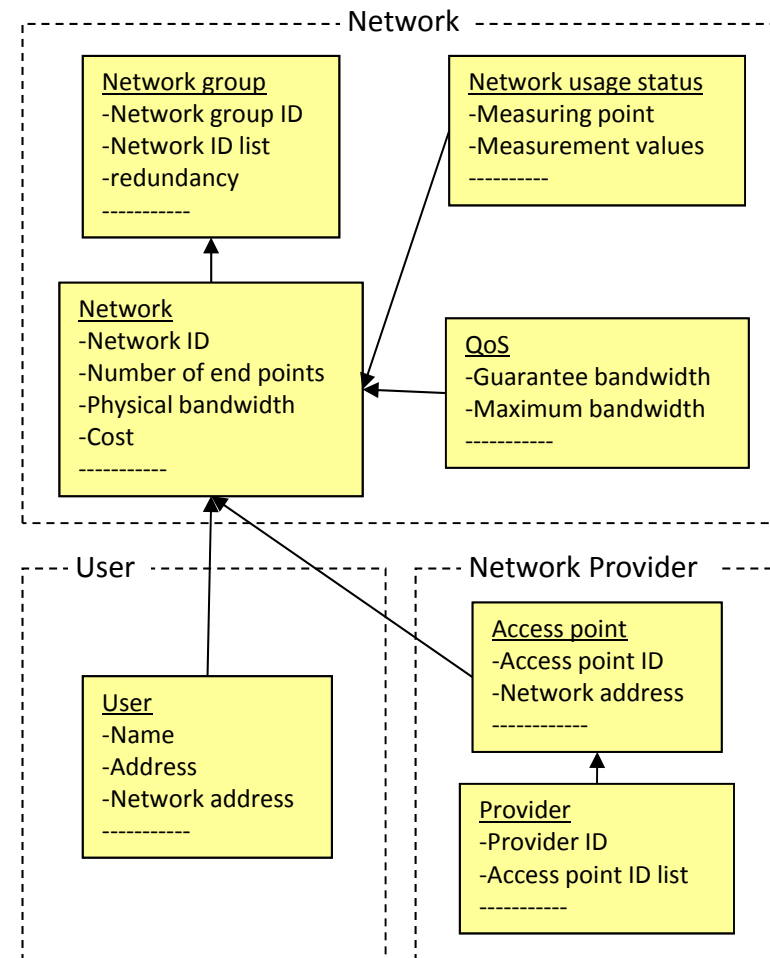 Network
Network group
-Network group ID
-Network ID list
-redundancy
-----------
Network usage status
-Measuring point
-Measurement values
----------
Network
-Network ID
-Number of end points
-Physical bandwidth
-Cost
-----------
QoS
-Guarantee bandwidth
-Maximum bandwidth
-----------
User
User
-Name
-Address
-Network address
-----------
Network Provider
Access point
-Access point ID
-Network address
------------
Provider
-Provider ID
-Access point ID list
-----------